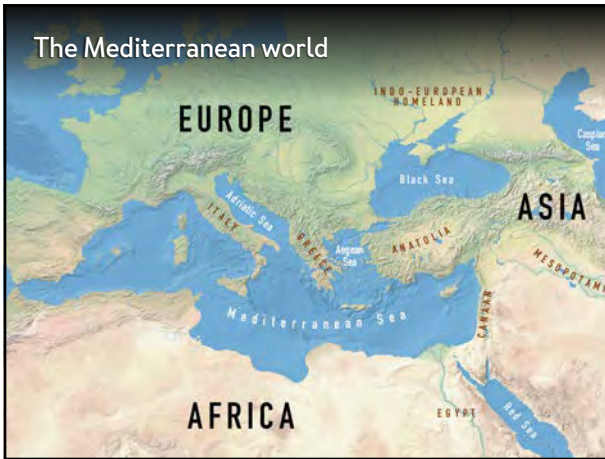 The Mediterranean world
INDO-EUROPEAN
HOMELAND
EUROPE
Caspian
Sea
Black Sea
ASIA
Adriatic Sea
ITALY
GREECE
Aegean
Sea
ANATOLIA
MESOPOTAM
Mediterranean Sea
CANAAN
AFRICA
EGYPT
Red Sea